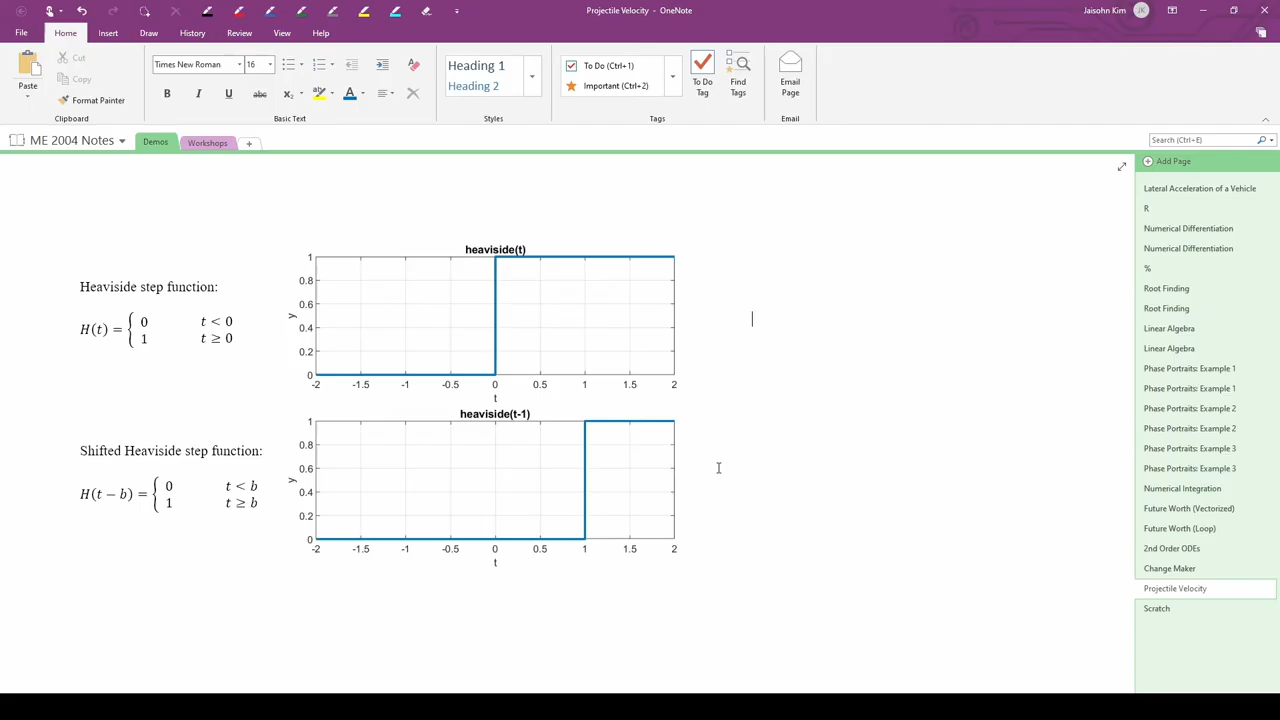 Projectile Velocity - OneNote
Jaisohn Kim
JK
File
Home
Insert
Draw
History
Review
View
Help
Paste
Cut
Copy
Format Painter
Clipboard
Times New Roman
16
B I U abc x₂
A
Basic Text
Heading 1
Heading 2
Styles
To Do (Ctrl+1)
Important (Ctrl+2)
To Do
Tag
Find
Tags
Tags
Email
Page
Email
ME 2004 Notes
Demos
Workshops
+
Search (Ctrl+E)
Add Page
Lateral Acceleration of a Vehicle
R
Numerical Differentiation
Numerical Differentiation
%
Root Finding
Root Finding
Linear Algebra
Linear Algebra
Phase Portraits: Example 1
Phase Portraits: Example 1
Phase Portraits: Example 2
Phase Portraits: Example 2
Phase Portraits: Example 3
Phase Portraits: Example 3
Numerical Integration
Future Worth (Vectorized)
Future Worth (Loop)
2nd Order ODEs
Change Maker
Projectile Velocity
Scratch
Heaviside step function:
H(t) = { 0 t < 0
1 t ≥ 0
heaviside(t)
1
0.8
0.6
0.4
0.2
0
y
-2 -1.5 -1 -0.5 0 0.5 1 1.5 2
t
Shifted Heaviside step function:
H(t − b) = { 0 t < b
1 t ≥ b
heaviside(t-1)
1
0.8
0.6
0.4
0.2
0
y
-2 -1.5 -1 -0.5 0 0.5 1 1.5 2
t